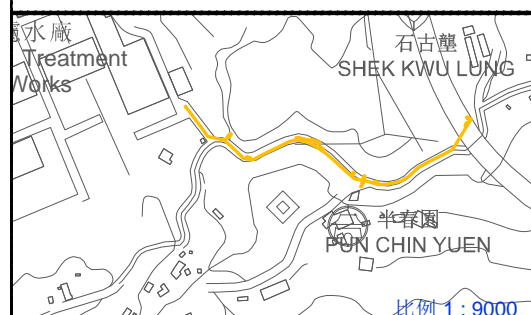 濾水廠
Treatment
Works
石古壟
SHEK KWU LUNG
半春園
PUN CHIN YUEN
比例 1 : 9000